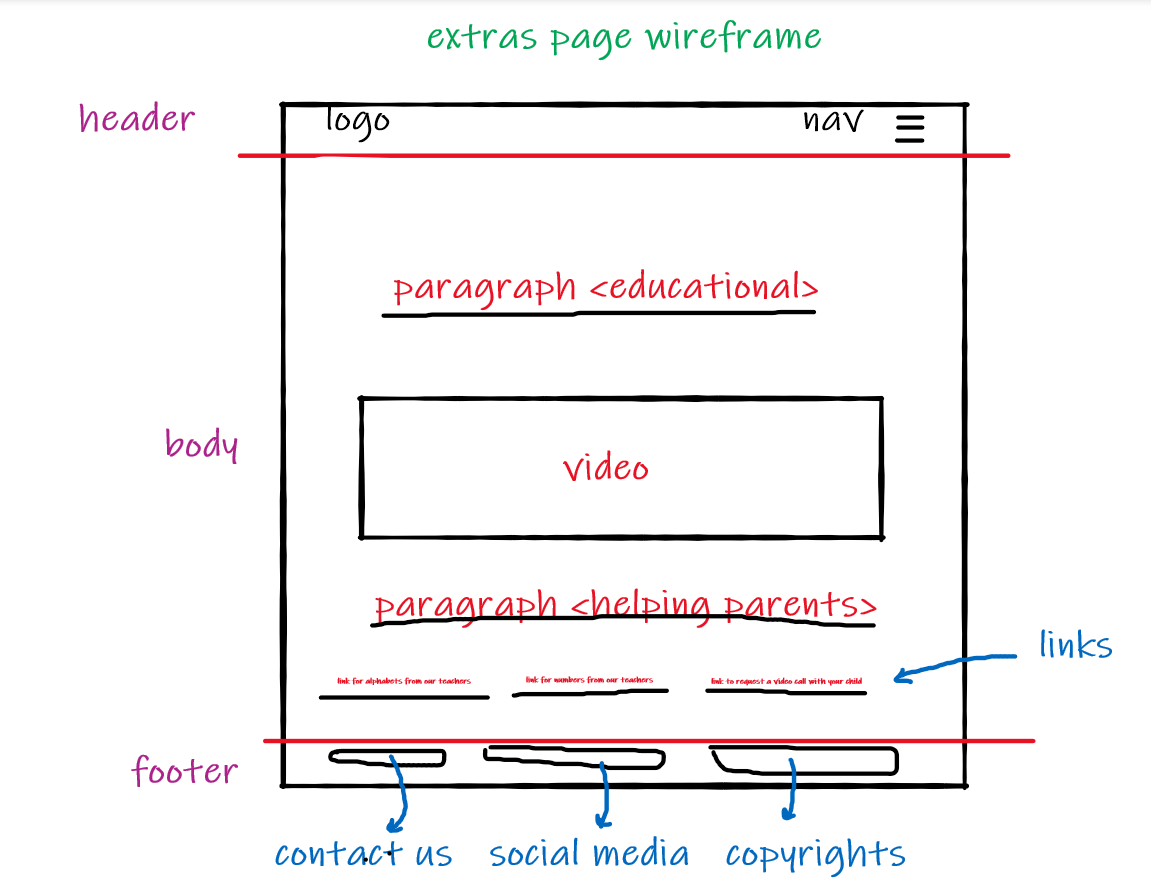 extras page wireframe
header
logo nav
paragraph <educational>
body
video
paragraph <helping parents>
links
link for alphabets from our teachers link for numbers from our teachers link to request a video call with your child
footer
contact us social media copyrights